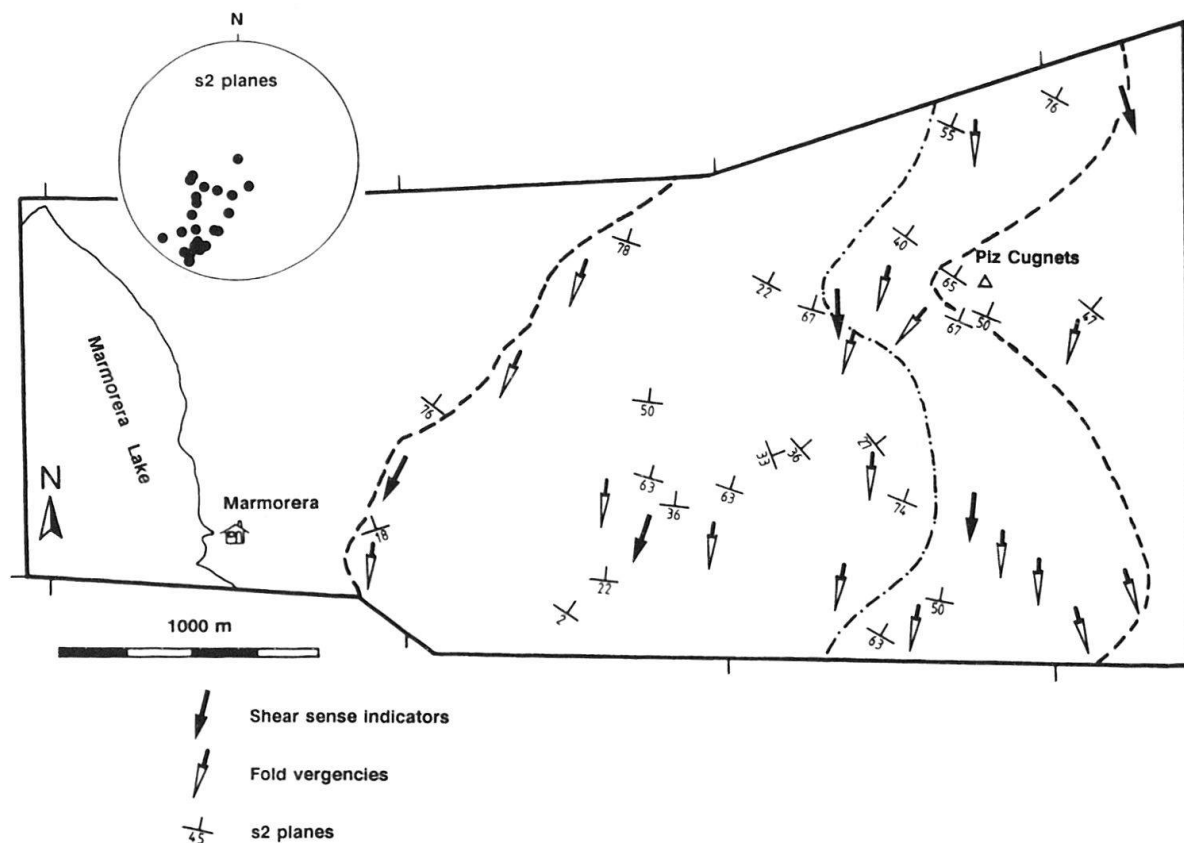 N
s2 planes
76
55
40
78
Piz Cugnets
65
22
67
67
50
47
76
50
Marmorera Lake
33
36
27
63
63
36
74
N
Marmorera
18
22
2
50
63
1000 m
Shear sense indicators
Fold vergencies
45
s2 planes